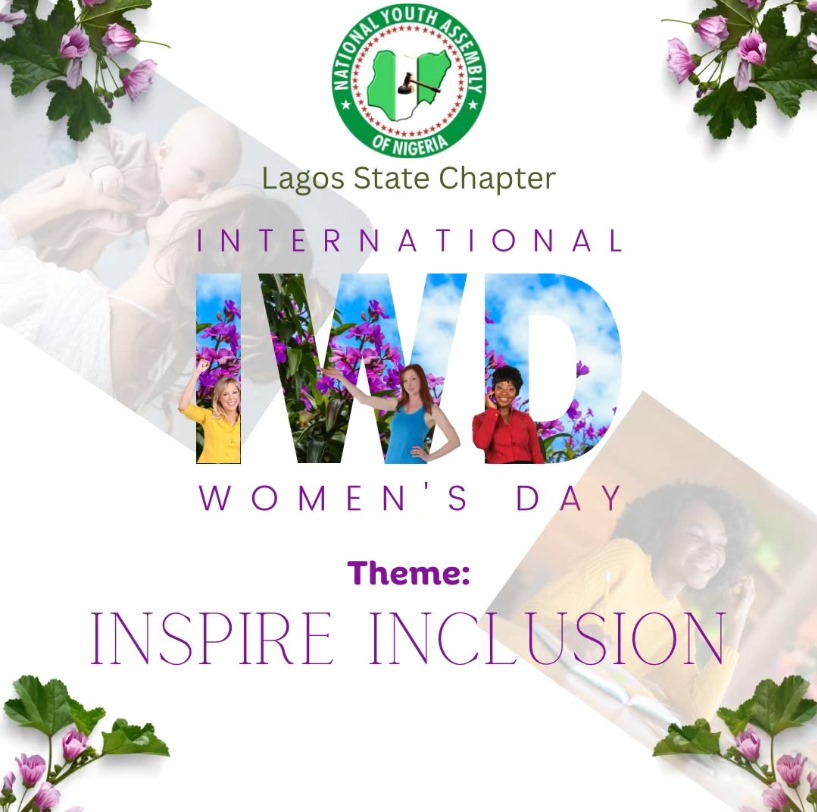 NATIONAL YOUTH ASSEMBLY
OF NIGERIA
Lagos State Chapter
INTERNATIONAL
IWD
WOMEN'S DAY
Theme:
INSPIRE INCLUSION